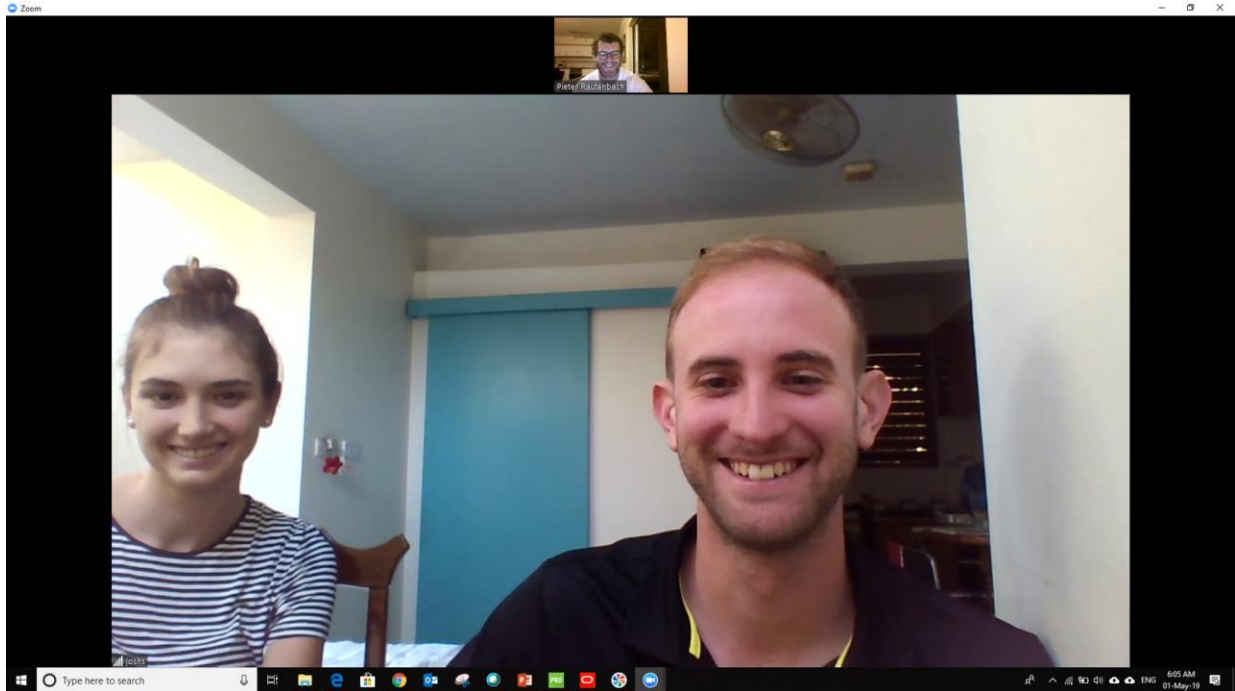 Zoom
Pieter Rautenbach
joshs
Type here to search
ENG
6:05 AM
01-May-19